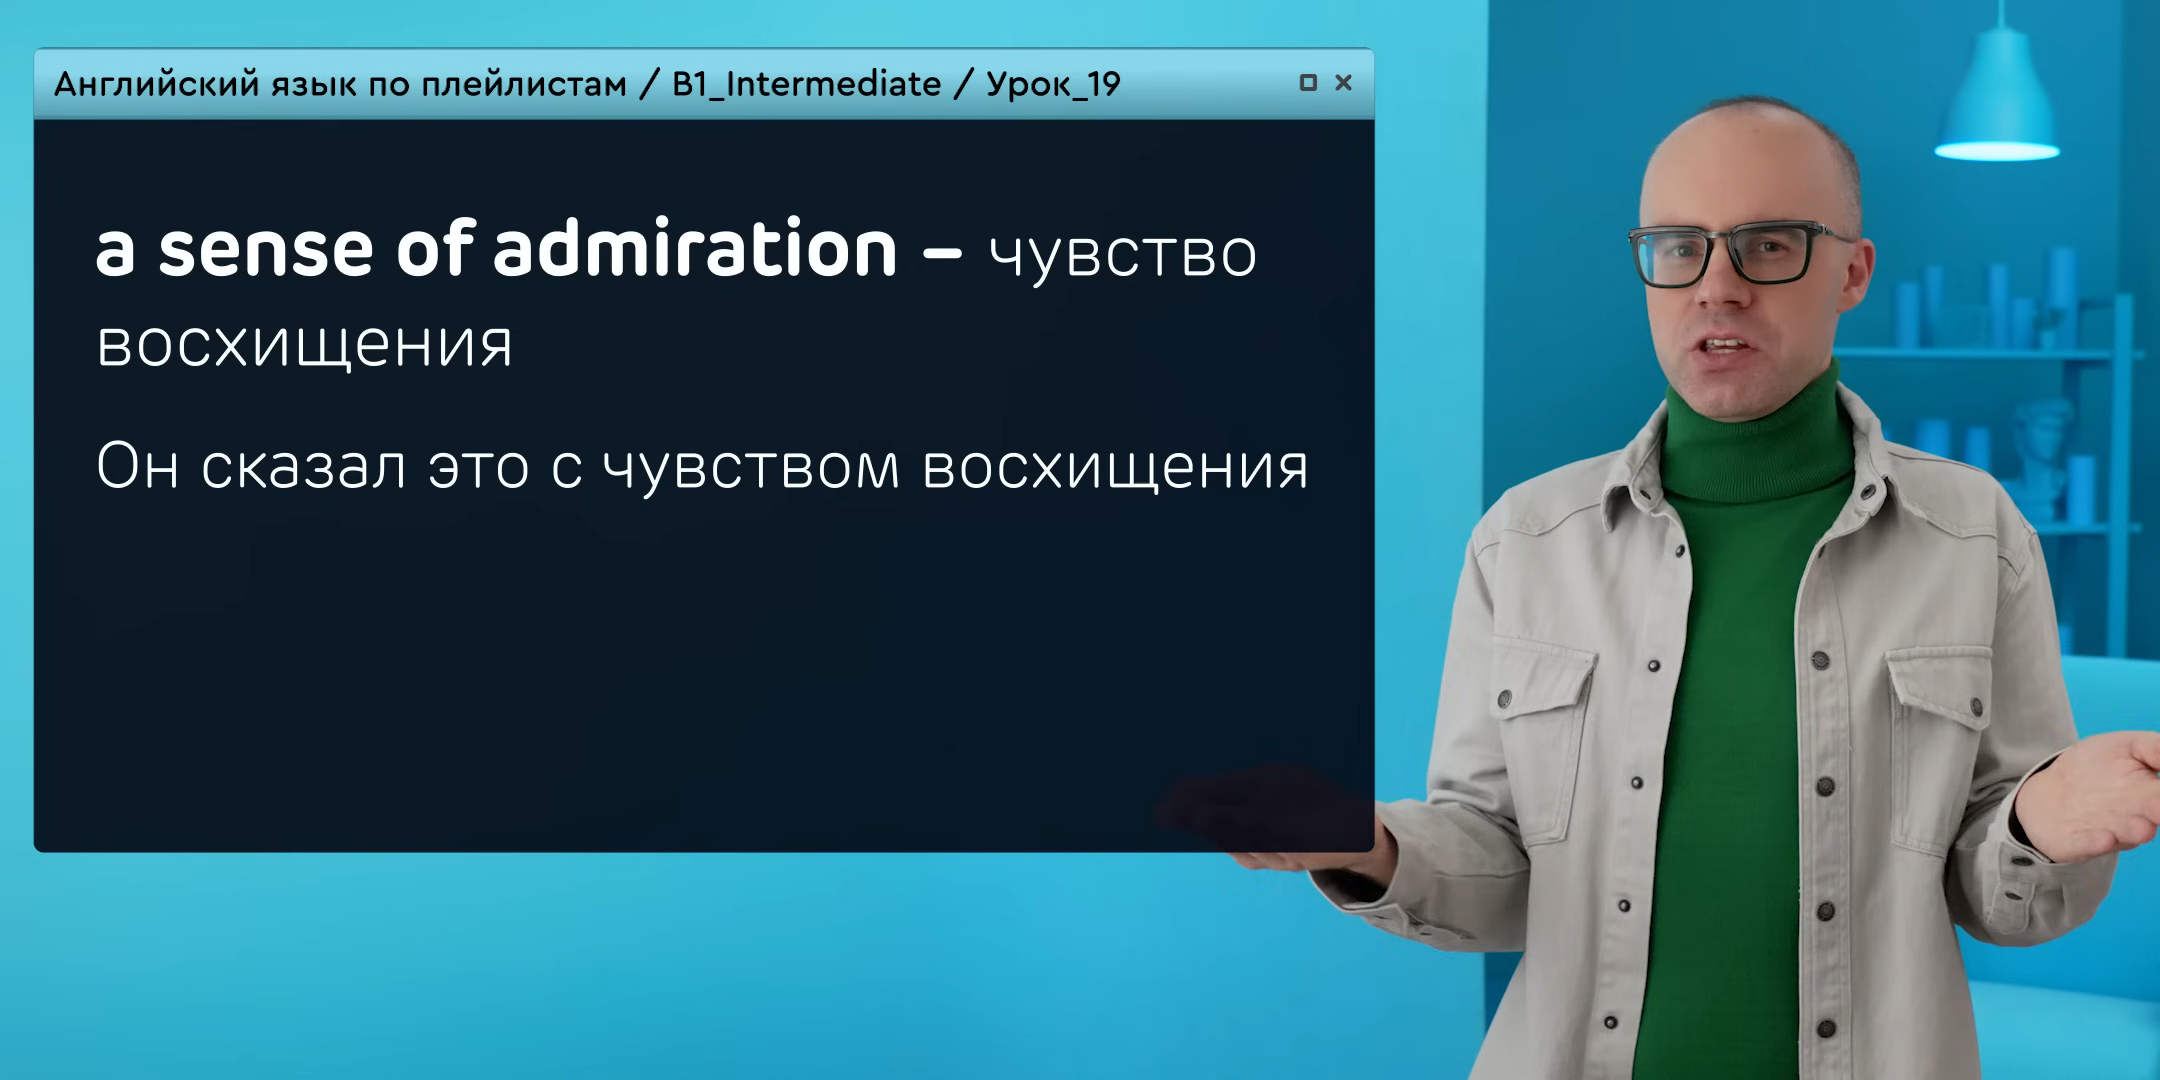 Английский язык по плейлистам / B1_Intermediate / Урок_19
a sense of admiration – чувство
восхищения
Он сказал это с чувством восхищения